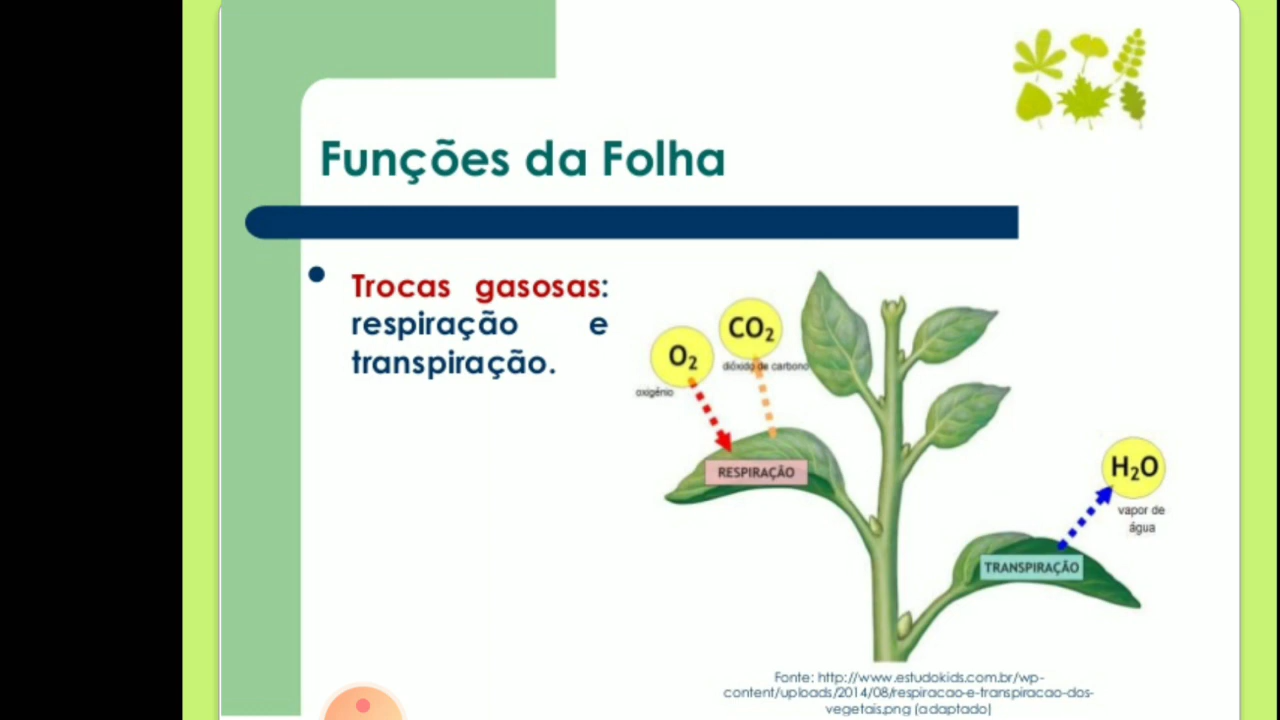 Funções da Folha
Trocas gasosas:
respiração e
transpiração.
CO₂
dióxido de carbono
O₂
oxigénio
RESPIRAÇÃO
H₂O
vapor de
água
TRANSPIRAÇÃO
Fonte: http://www.estudokids.com.br/wp-
content/uploads/2014/08/respiracao-e-transpiracao-dos-
vegetais.png (adaptado)